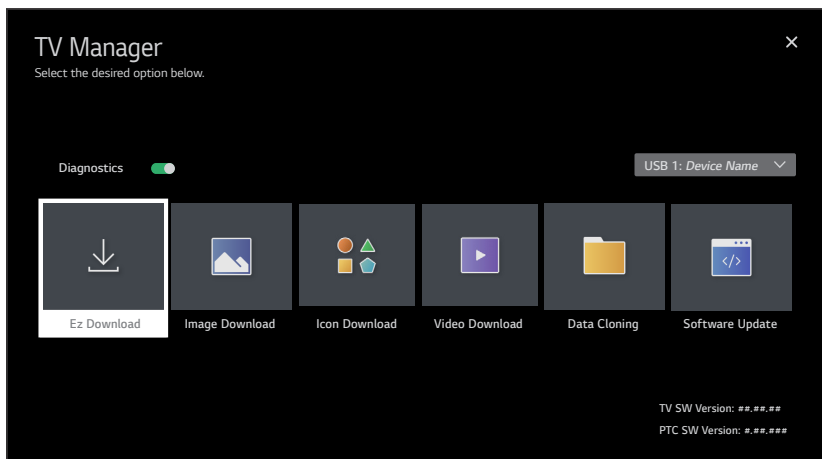 TV Manager
Select the desired option below.
Diagnostics
USB 1: Device Name
Ez Download
Image Download
Icon Download
Video Download
Data Cloning
Software Update
TV SW Version: ##.##.##
PTC SW Version: #.##.###